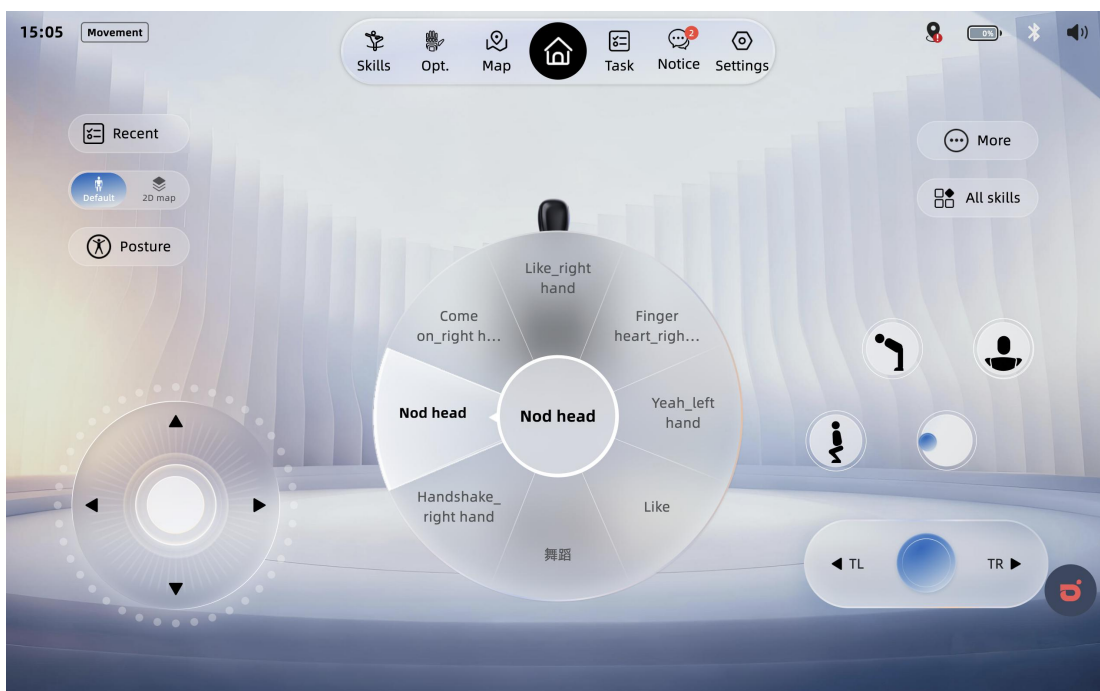 15:05
Movement
Skills
Opt.
Map
Task
2
Notice
Settings
0%
Recent
Default
2D map
Posture
More
All skills
Like_right
hand
Come
on_right h...
Finger
heart_righ...
Nod head
Nod head
Yeah_left
hand
Handshake_
right hand
Like
舞蹈
TL
TR